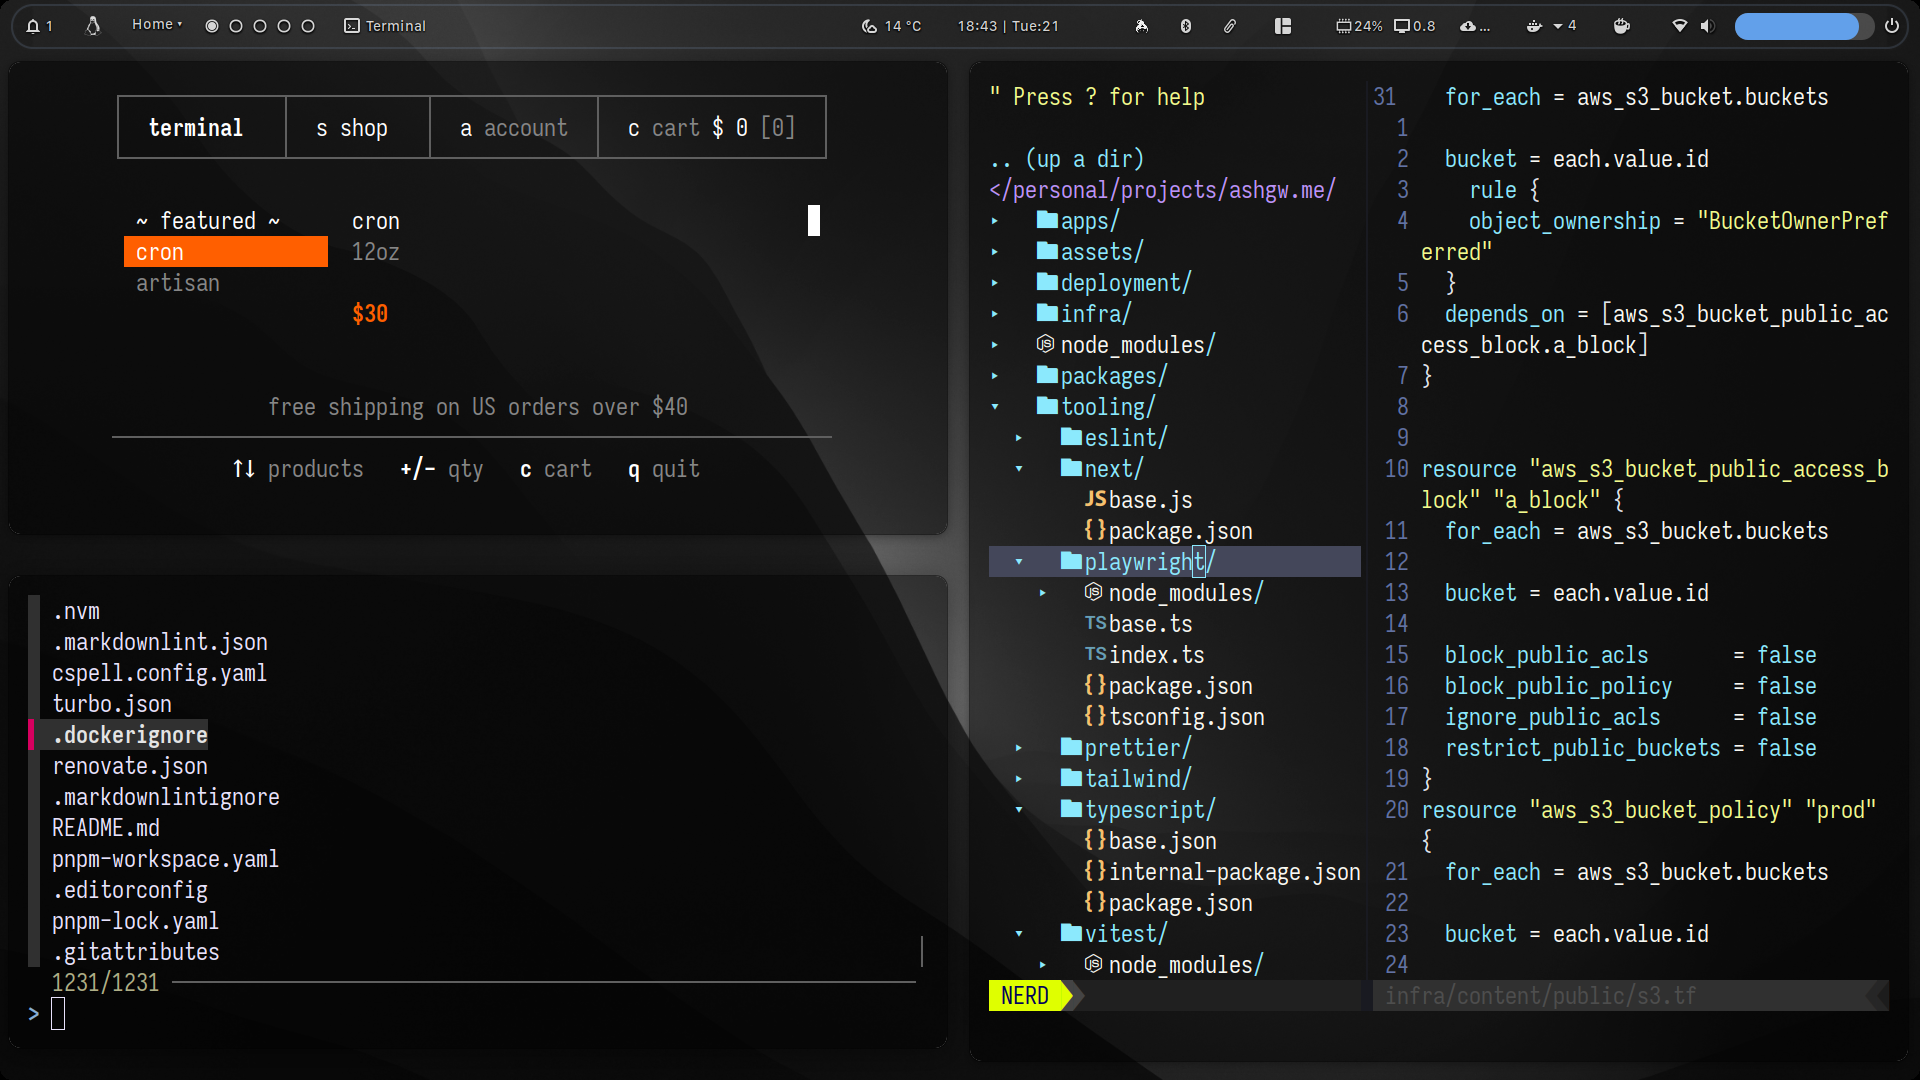 1
Home
Terminal
14 °C
18:43 | Tue:21
24%
0.8
...
4
terminal
s shop
a account
c cart $ 0 [0]
~ featured ~
cron
artisan
cron
12oz
$30
free shipping on US orders over $40
↑↓ products +/- qty c cart q quit
.nvm
.markdownlint.json
cspell.config.yaml
turbo.json
.dockerignore
renovate.json
.markdownlintignore
README.md
pnpm-workspace.yaml
.editorconfig
pnpm-lock.yaml
.gitattributes
1231/1231
>
" Press ? for help
.. (up a dir)
</personal/projects/ashgw.me/
▸ apps/
▸ assets/
▸ deployment/
▸ infra/
▸ node_modules/
▸ packages/
▾ tooling/
▸ eslint/
▾ next/
JS base.js
{} package.json
▾ playwright/
▸ node_modules/
TS base.ts
TS index.ts
{} package.json
{} tsconfig.json
▸ prettier/
▸ tailwind/
▾ typescript/
{} base.json
{} internal-package.json
{} package.json
▾ vitest/
▸ node_modules/
NERD
31 for_each = aws_s3_bucket.buckets
1
2 bucket = each.value.id
3 rule {
4 object_ownership = "BucketOwnerPref
erred"
5 }
6 depends_on = [aws_s3_bucket_public_ac
cess_block.a_block]
7 }
8
9
10 resource "aws_s3_bucket_public_access_b
lock" "a_block" {
11 for_each = aws_s3_bucket.buckets
12
13 bucket = each.value.id
14
15 block_public_acls = false
16 block_public_policy = false
17 ignore_public_acls = false
18 restrict_public_buckets = false
19 }
20 resource "aws_s3_bucket_policy" "prod"
{
21 for_each = aws_s3_bucket.buckets
22
23 bucket = each.value.id
24
infra/content/public/s3.tf